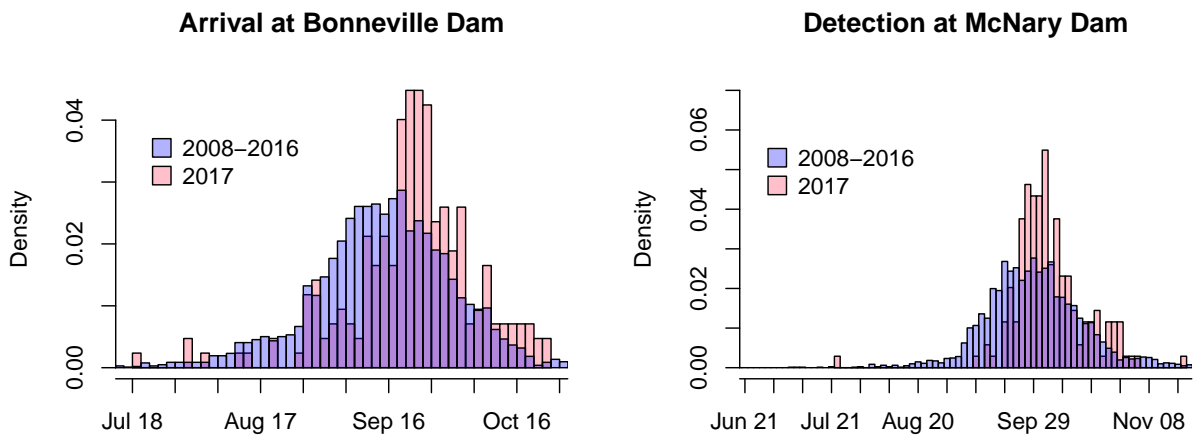 Arrival at Bonneville Dam
Density
0.00 0.02 0.04
2008−2016
2017
Jul 18 Aug 17 Sep 16 Oct 16
Detection at McNary Dam
Density
0.00 0.02 0.04 0.06
2008−2016
2017
Jun 21 Jul 21 Aug 20 Sep 29 Nov 08